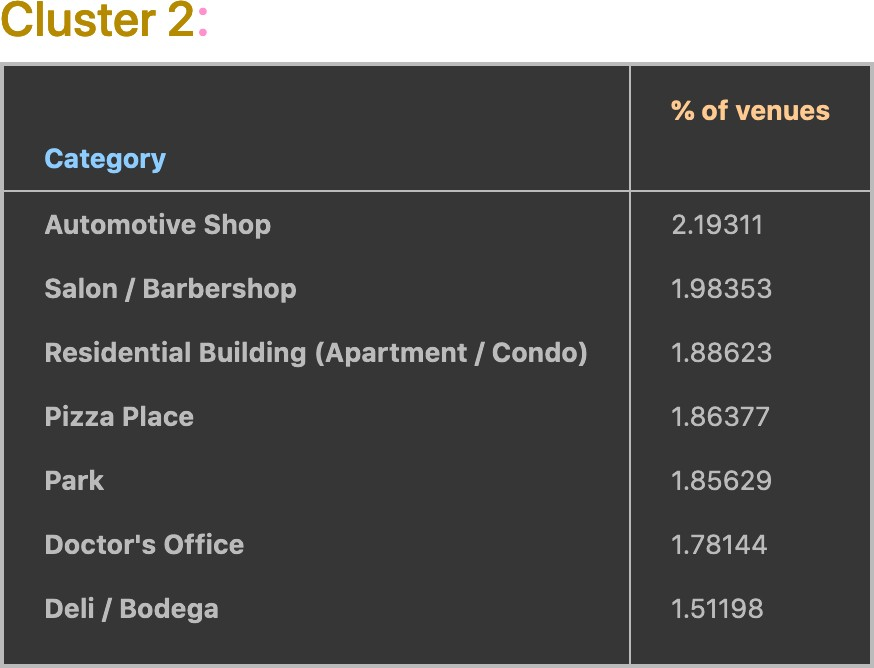 Cluster 2:
% of venues
Category
Automotive Shop 2.19311
Salon / Barbershop 1.98353
Residential Building (Apartment / Condo) 1.88623
Pizza Place 1.86377
Park 1.85629
Doctor's Office 1.78144
Deli / Bodega 1.51198